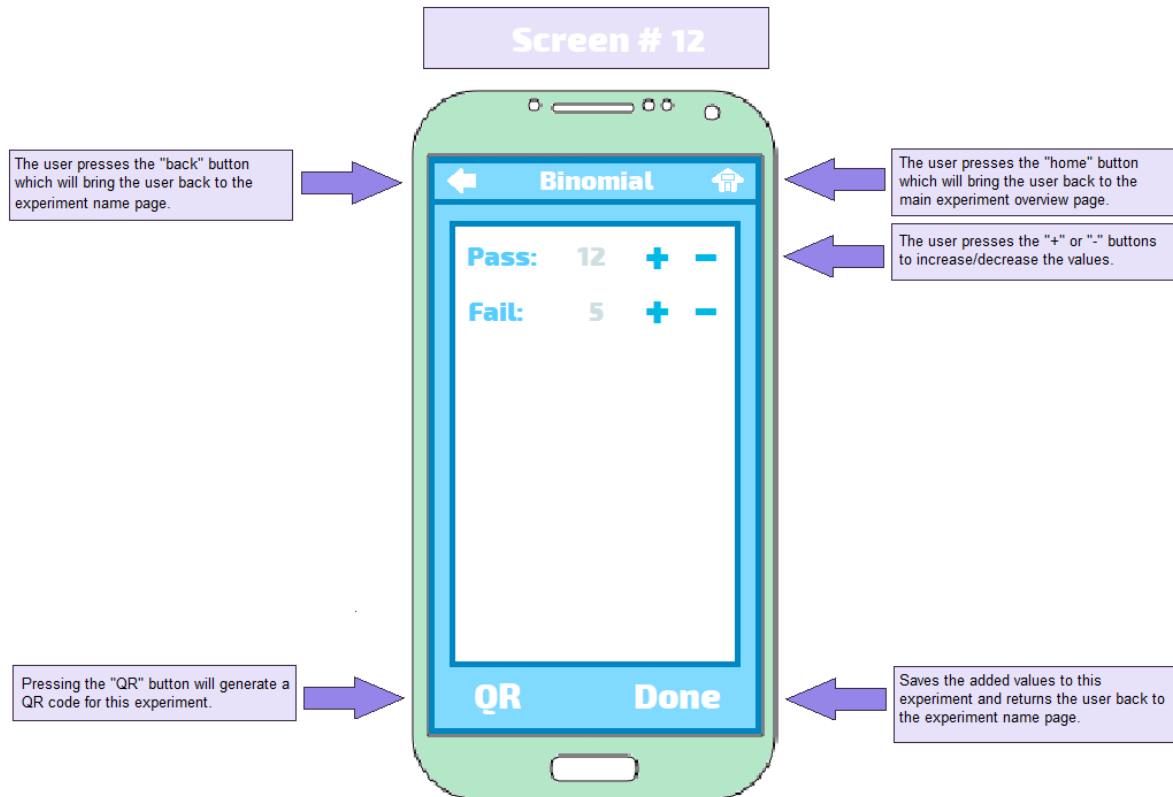 Screen # 12
The user presses the "back" button
which will bring the user back to the
experiment name page.
Binomial
The user presses the "home" button
which will bring the user back to the
main experiment overview page.
The user presses the "+" or "-" buttons
to increase/decrease the values.
Pass: 12 + −
Fail: 5 + −
Pressing the "QR" button will generate a
QR code for this experiment.
QR
Done
Saves the added values to this
experiment and returns the user back to
the experiment name page.